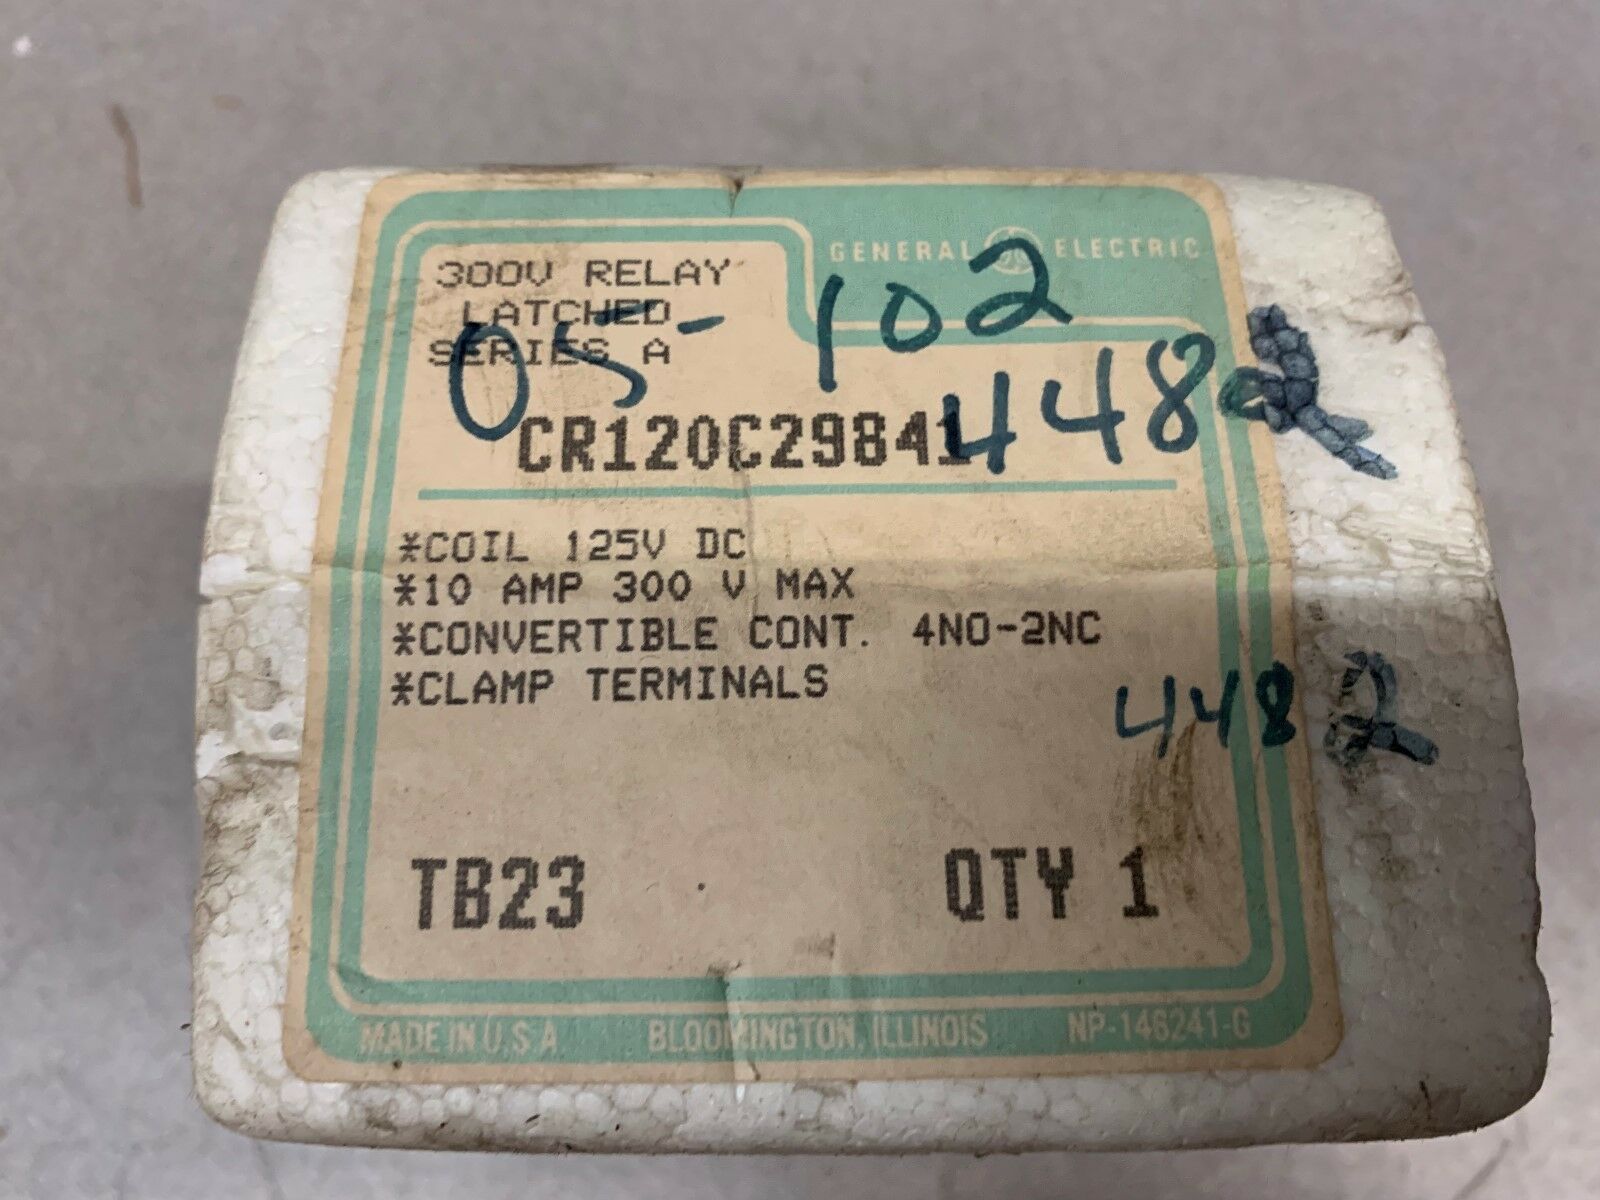 GENERAL GE ELECTRIC
300V RELAY
LATCHED
SERIES A
05-102
4482
CR120C29841
*COIL 125V DC
*10 AMP 300 V MAX
*CONVERTIBLE CONT. 4NO-2NC
*CLAMP TERMINALS
4482
TB23 QTY 1
MADE IN U.S.A. BLOOMINGTON, ILLINOIS NP-146241-G